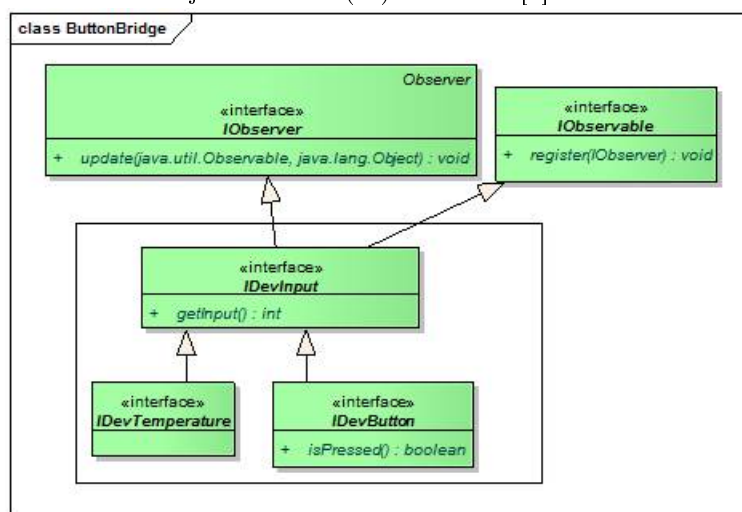 class ButtonBridge
Observer
«interface»
IObserver
+ update(java.util.Observable, java.lang.Object) : void
«interface»
IObservable
+ register(IObserver) : void
«interface»
IDevInput
+ getInput() : int
«interface»
IDevTemperature
«interface»
IDevButton
+ isPressed() : boolean